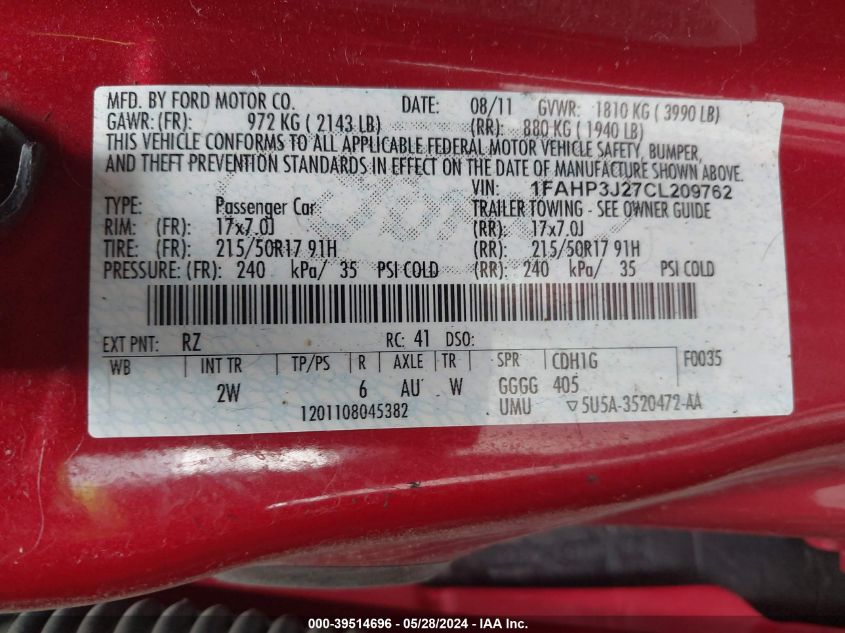 MFD. BY FORD MOTOR CO. DATE: 08/11 GVWR: 1810 KG ( 3990 LB)
GAWR: (FR): 972 KG ( 2143 LB) (RR): 880 KG ( 1940 LB)
THIS VEHICLE CONFORMS TO ALL APPLICABLE FEDERAL MOTOR VEHICLE SAFETY, BUMPER,
AND THEFT PREVENTION STANDARDS IN EFFECT ON THE DATE OF MANUFACTURE SHOWN ABOVE.
VIN: 1FAHP3J27CL209762
TYPE: Passenger Car TRAILER TOWING - SEE OWNER GUIDE
RIM: (FR): 17x7.0J (RR): 17x7.0J
TIRE: (FR): 215/50R17 91H (RR): 215/50R17 91H
PRESSURE: (FR): 240 kPa/ 35 PSI COLD (RR): 240 kPa/ 35 PSI COLD
EXT PNT: RZ RC: 41 DSO:
WB INT TR TP/PS R AXLE TR SPR CDH1G F0035
2W 6 AU W GGGG 405
1201108045382 UMU ▽5U5A-3520472-AA
000-39514696 — 05/28/2024 — IAA Inc.